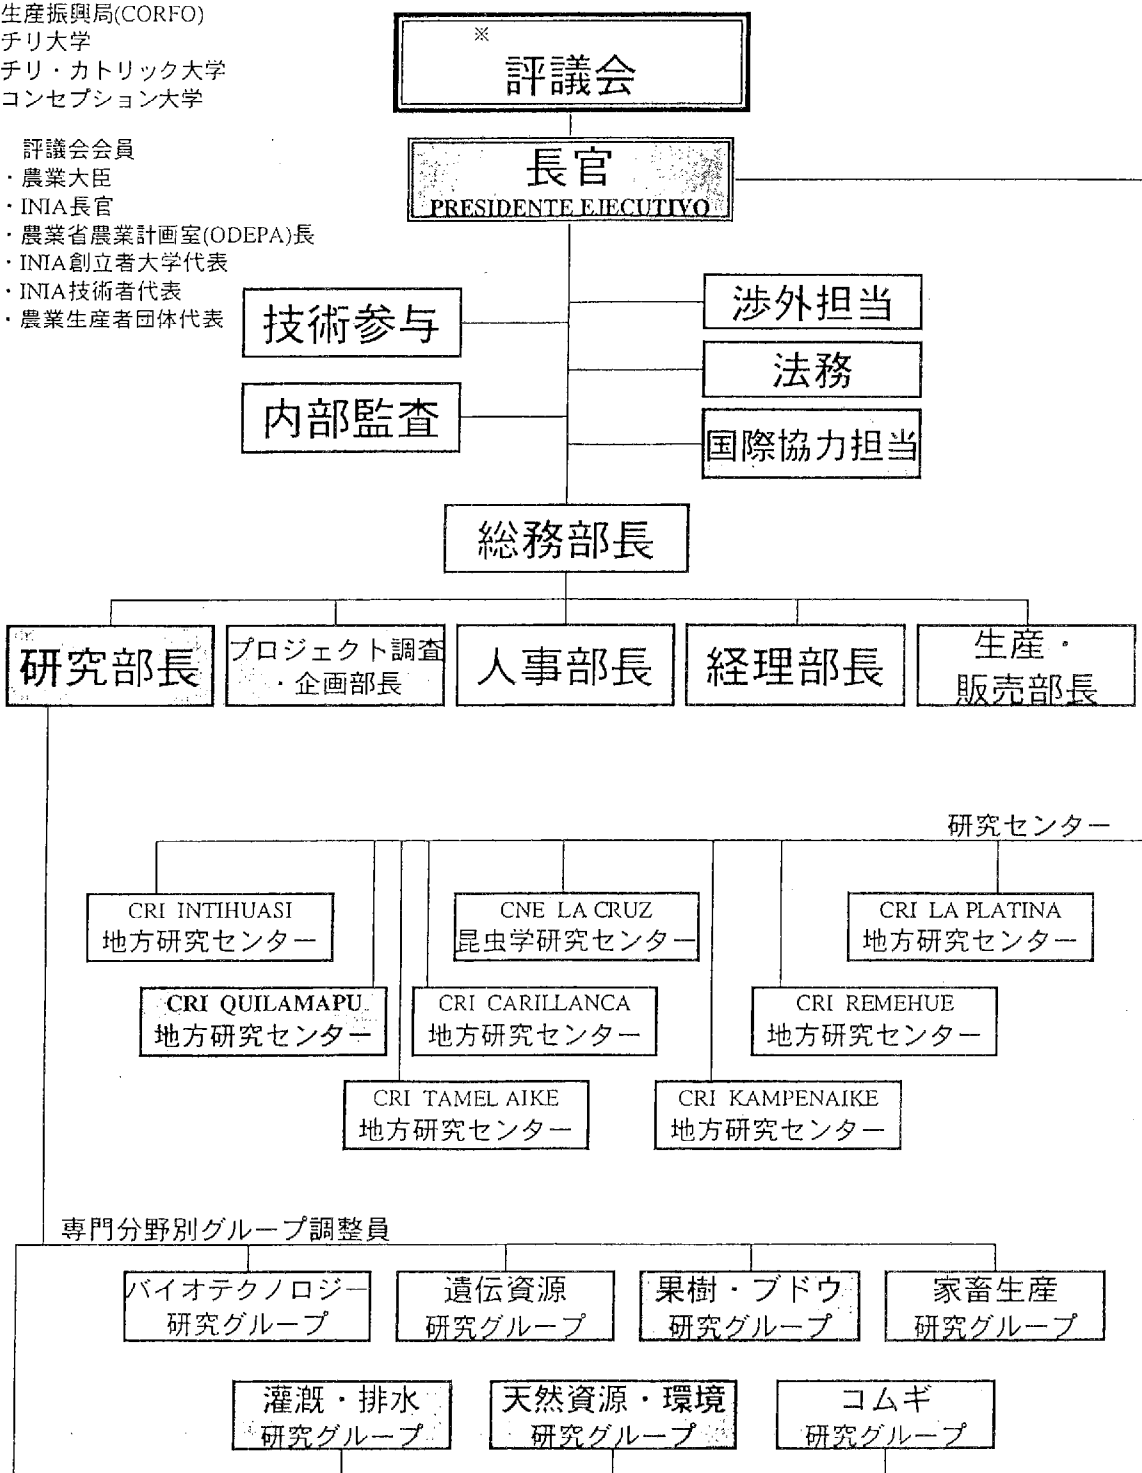 生産振興局(CORFO)
チリ大学
チリ・カトリック大学
コンセプション大学
評議会会員
・農業大臣
・INIA長官
・農業省農業計画室(ODEPA)長
・INIA創立者大学代表
・INIA技術者代表
・農業生産者団体代表
※
評議会
長官
PRESIDENTE EJECUTIVO
技術参与
渉外担当
法務
内部監査
国際協力担当
総務部長
研究部長
プロジェクト調査
・企画部長
人事部長
経理部長
生産・
販売部長
研究センター
CRI INTIHUASI
地方研究センター
CNE LA CRUZ
昆虫学研究センター
CRI LA PLATINA
地方研究センター
CRI QUILAMAPU
地方研究センター
CRI CARILLANCA
地方研究センター
CRI REMEHUE
地方研究センター
CRI TAMEL AIKE
地方研究センター
CRI KAMPENAIKE
地方研究センター
専門分野別グループ調整員
バイオテクノロジー
研究グループ
遺伝資源
研究グループ
果樹・ブドウ
研究グループ
家畜生産
研究グループ
灌漑・排水
研究グループ
天然資源・環境
研究グループ
コムギ
研究グループ